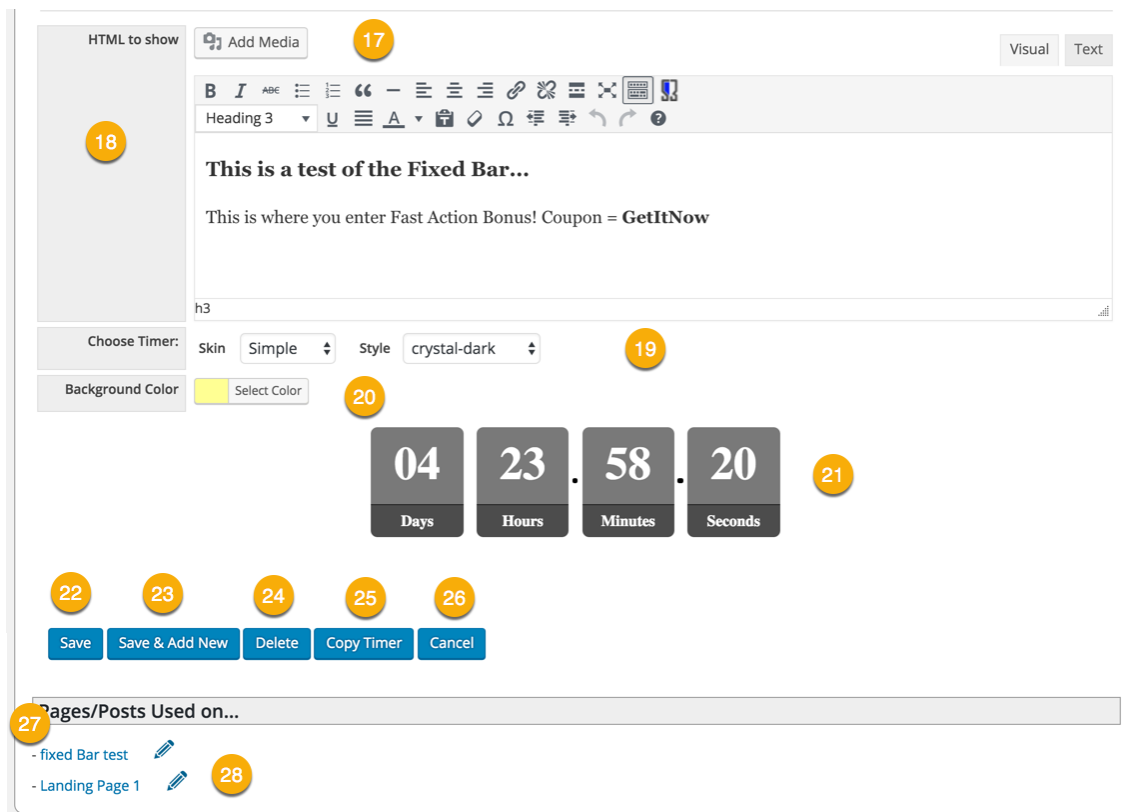 HTML to show
Add Media
17
Visual
Text
B I ABC
Heading 3 U A Ω
18
This is a test of the Fixed Bar...
This is where you enter Fast Action Bonus! Coupon = GetItNow
h3
Choose Timer:
Skin Simple Style crystal-dark
19
Background Color
Select Color
20
04 23 . 58 . 20
21
Days Hours Minutes Seconds
22 23 24 25 26
Save Save & Add New Delete Copy Timer Cancel
Pages/Posts Used on...
27
- fixed Bar test
- Landing Page 1
28